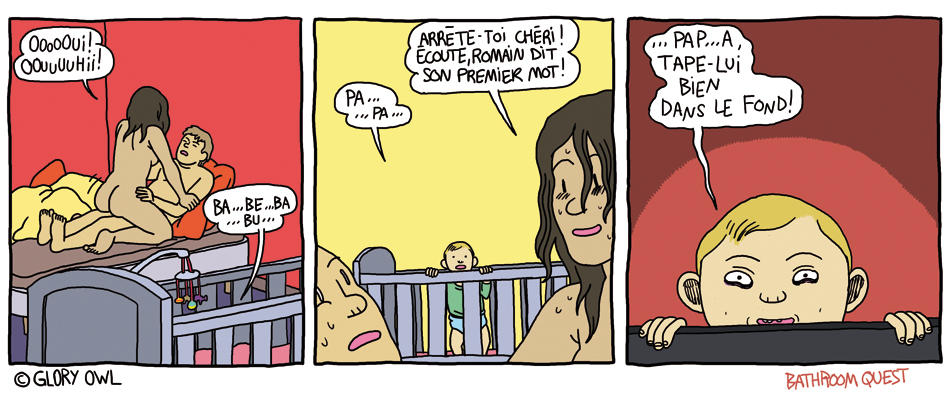 OOOOOUI!
OOUUUUHII!
BA...BE...BA
...BU...
PA...
...PA...
ARRÊTE-TOI CHÉRI!
ÉCOUTE,ROMAIN DIT
SON PREMIER MOT!
...PAP...A,
TAPE-LUI
BIEN
DANS LE FOND!
© GLORY OWL
BATHROOM QUEST